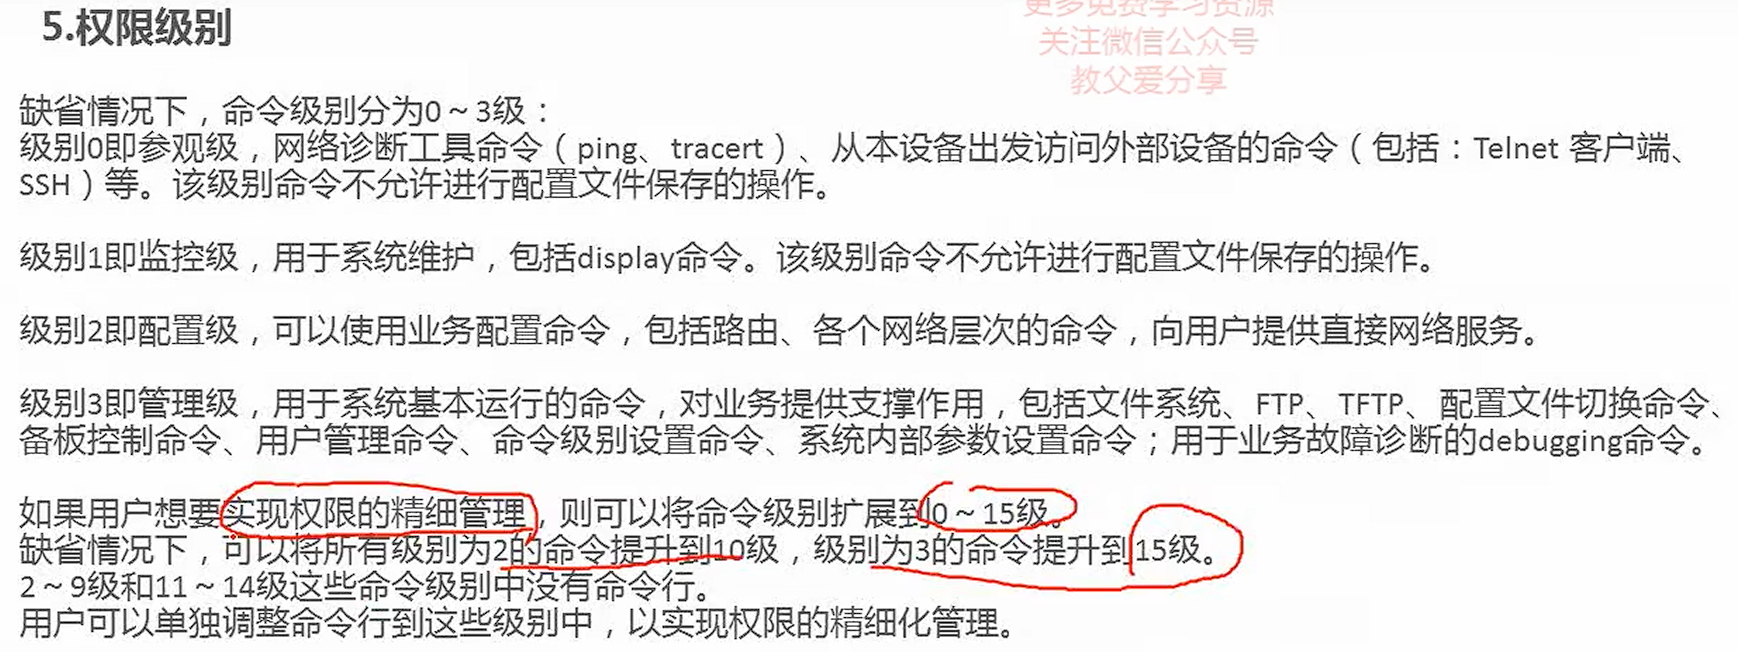 更多免费学习资源
5.权限级别
关注微信公众号
教父爱分享
缺省情况下，命令级别分为0～3级：
级别0即参观级，网络诊断工具命令（ping、tracert）、从本设备出发访问外部设备的命令（包括：Telnet 客户端、
SSH）等。该级别命令不允许进行配置文件保存的操作。
级别1即监控级，用于系统维护，包括display命令。该级别命令不允许进行配置文件保存的操作。
级别2即配置级，可以使用业务配置命令，包括路由、各个网络层次的命令，向用户提供直接网络服务。
级别3即管理级，用于系统基本运行的命令，对业务提供支撑作用，包括文件系统、FTP、TFTP、配置文件切换命令、
备板控制命令、用户管理命令、命令级别设置命令、系统内部参数设置命令；用于业务故障诊断的debugging命令。
如果用户想要实现权限的精细管理，则可以将命令级别扩展到0～15级。
缺省情况下，可以将所有级别为2的命令提升到10级，级别为3的命令提升到15级。
2～9级和11～14级这些命令级别中没有命令行。
用户可以单独调整命令行到这些级别中，以实现权限的精细化管理。